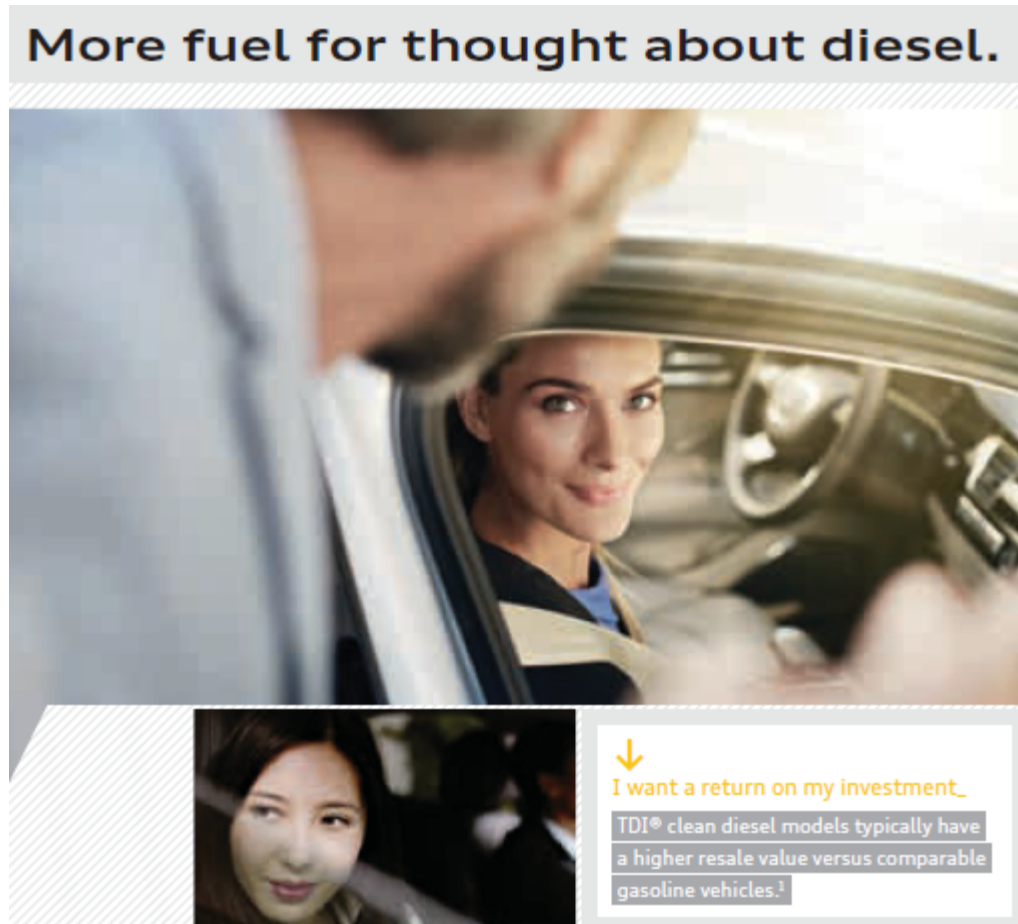 More fuel for thought about diesel.
↓
I want a return on my investment_
TDI® clean diesel models typically have
a higher resale value versus comparable
gasoline vehicles.¹